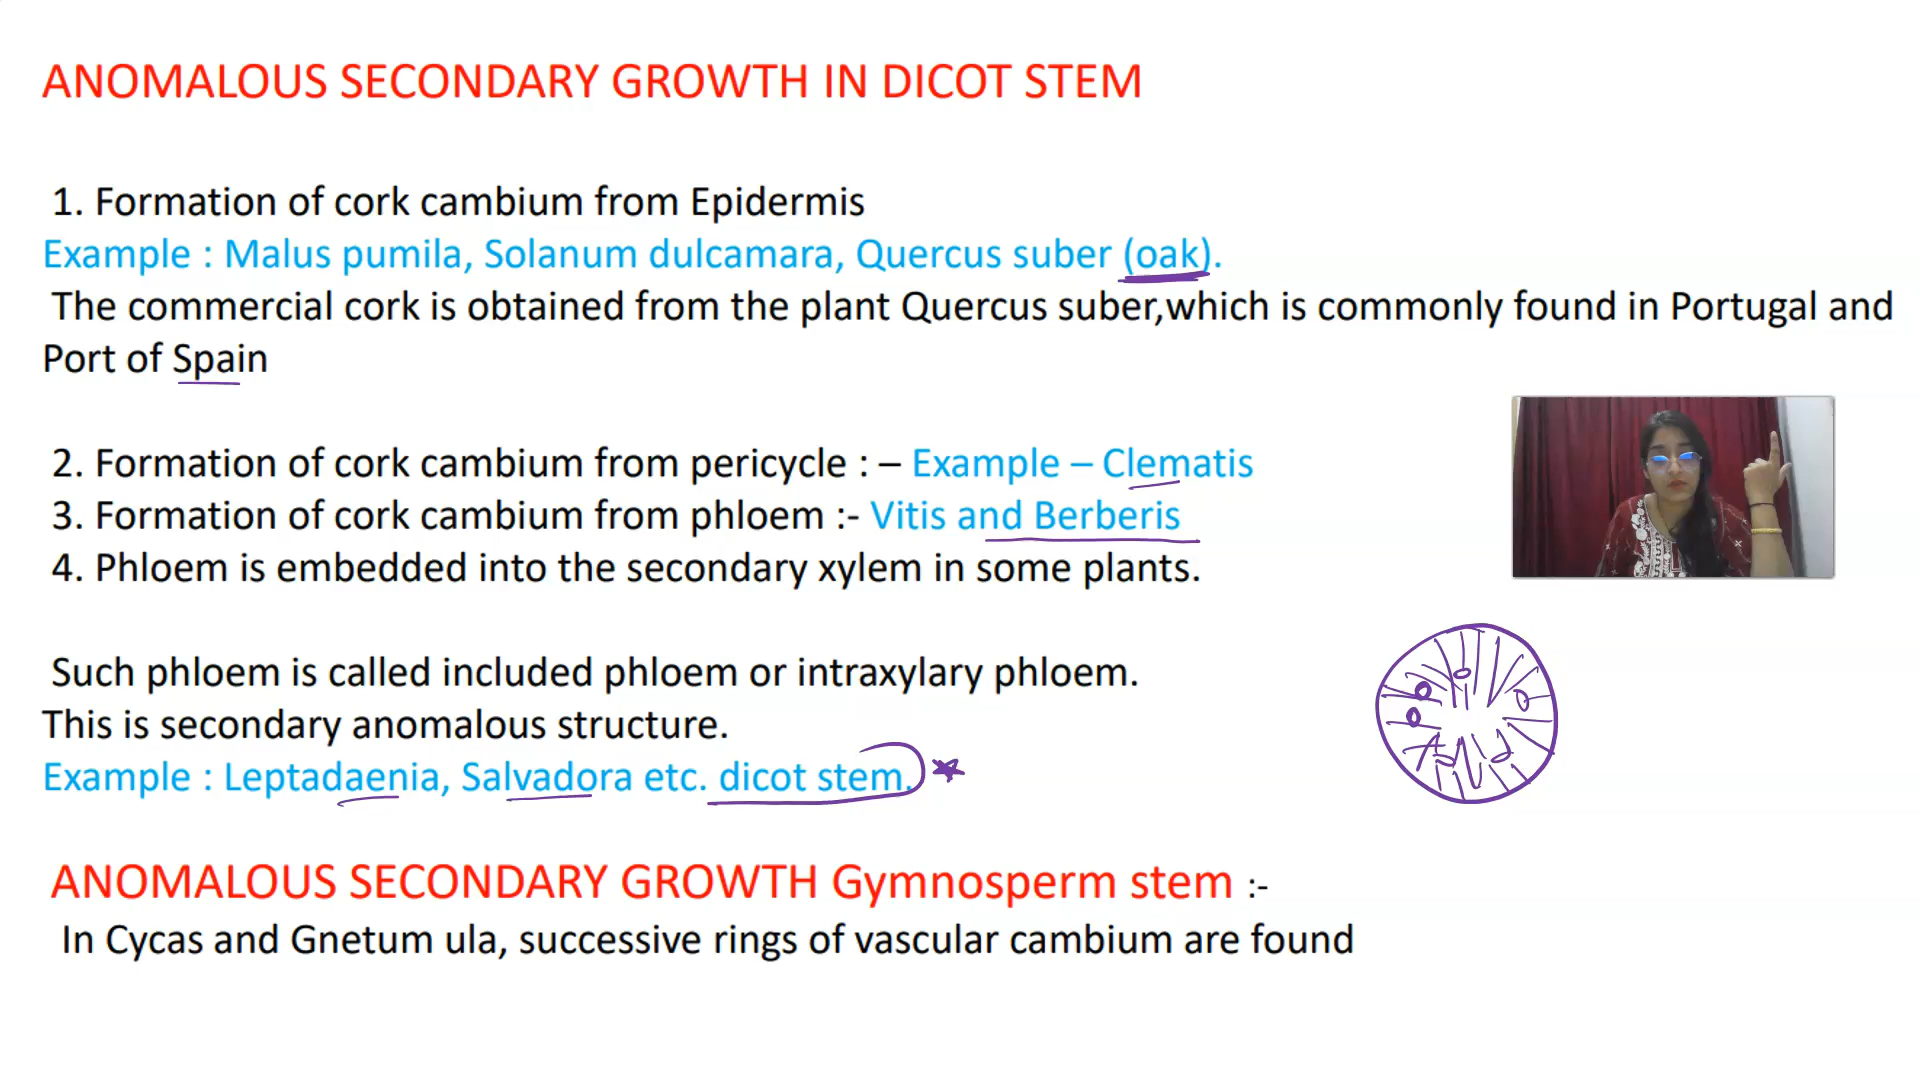 ANOMALOUS SECONDARY GROWTH IN DICOT STEM
1. Formation of cork cambium from Epidermis
Example : Malus pumila, Solanum dulcamara, Quercus suber (oak).
The commercial cork is obtained from the plant Quercus suber,which is commonly found in Portugal and
Port of Spain
2. Formation of cork cambium from pericycle : – Example – Clematis
3. Formation of cork cambium from phloem :- Vitis and Berberis
4. Phloem is embedded into the secondary xylem in some plants.
Such phloem is called included phloem or intraxylary phloem.
This is secondary anomalous structure.
Example : Leptadaenia, Salvadora etc. dicot stem.
ANOMALOUS SECONDARY GROWTH Gymnosperm stem :-
In Cycas and Gnetum ula, successive rings of vascular cambium are found